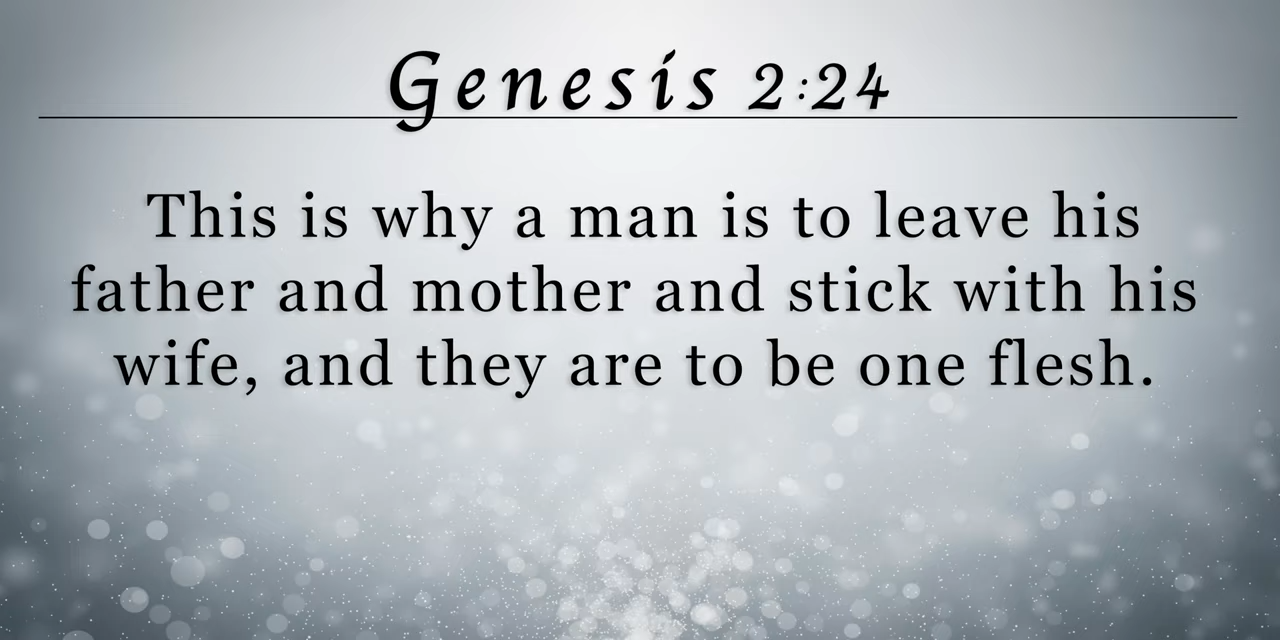 Genesis 2:24
This is why a man is to leave his
father and mother and stick with his
wife, and they are to be one flesh.